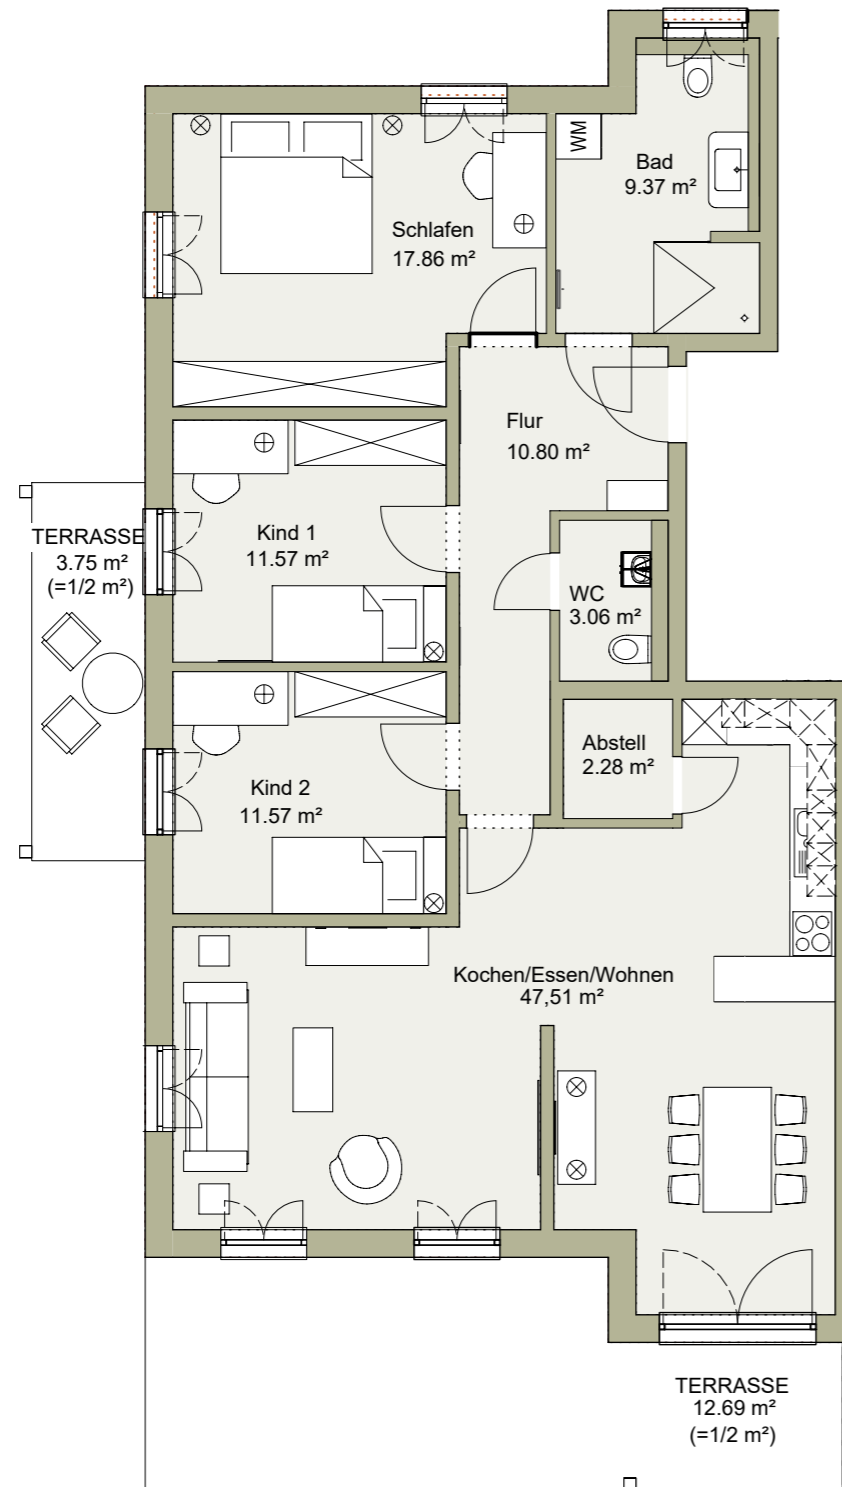 WM
Bad
9.37 m²
Schlafen
17.86 m²
Flur
10.80 m²
TERRASSE
3.75 m²
(=1/2 m²)
Kind 1
11.57 m²
WC
3.06 m²
Abstell
2.28 m²
Kind 2
11.57 m²
Kochen/Essen/Wohnen
47,51 m²
TERRASSE
12.69 m²
(=1/2 m²)